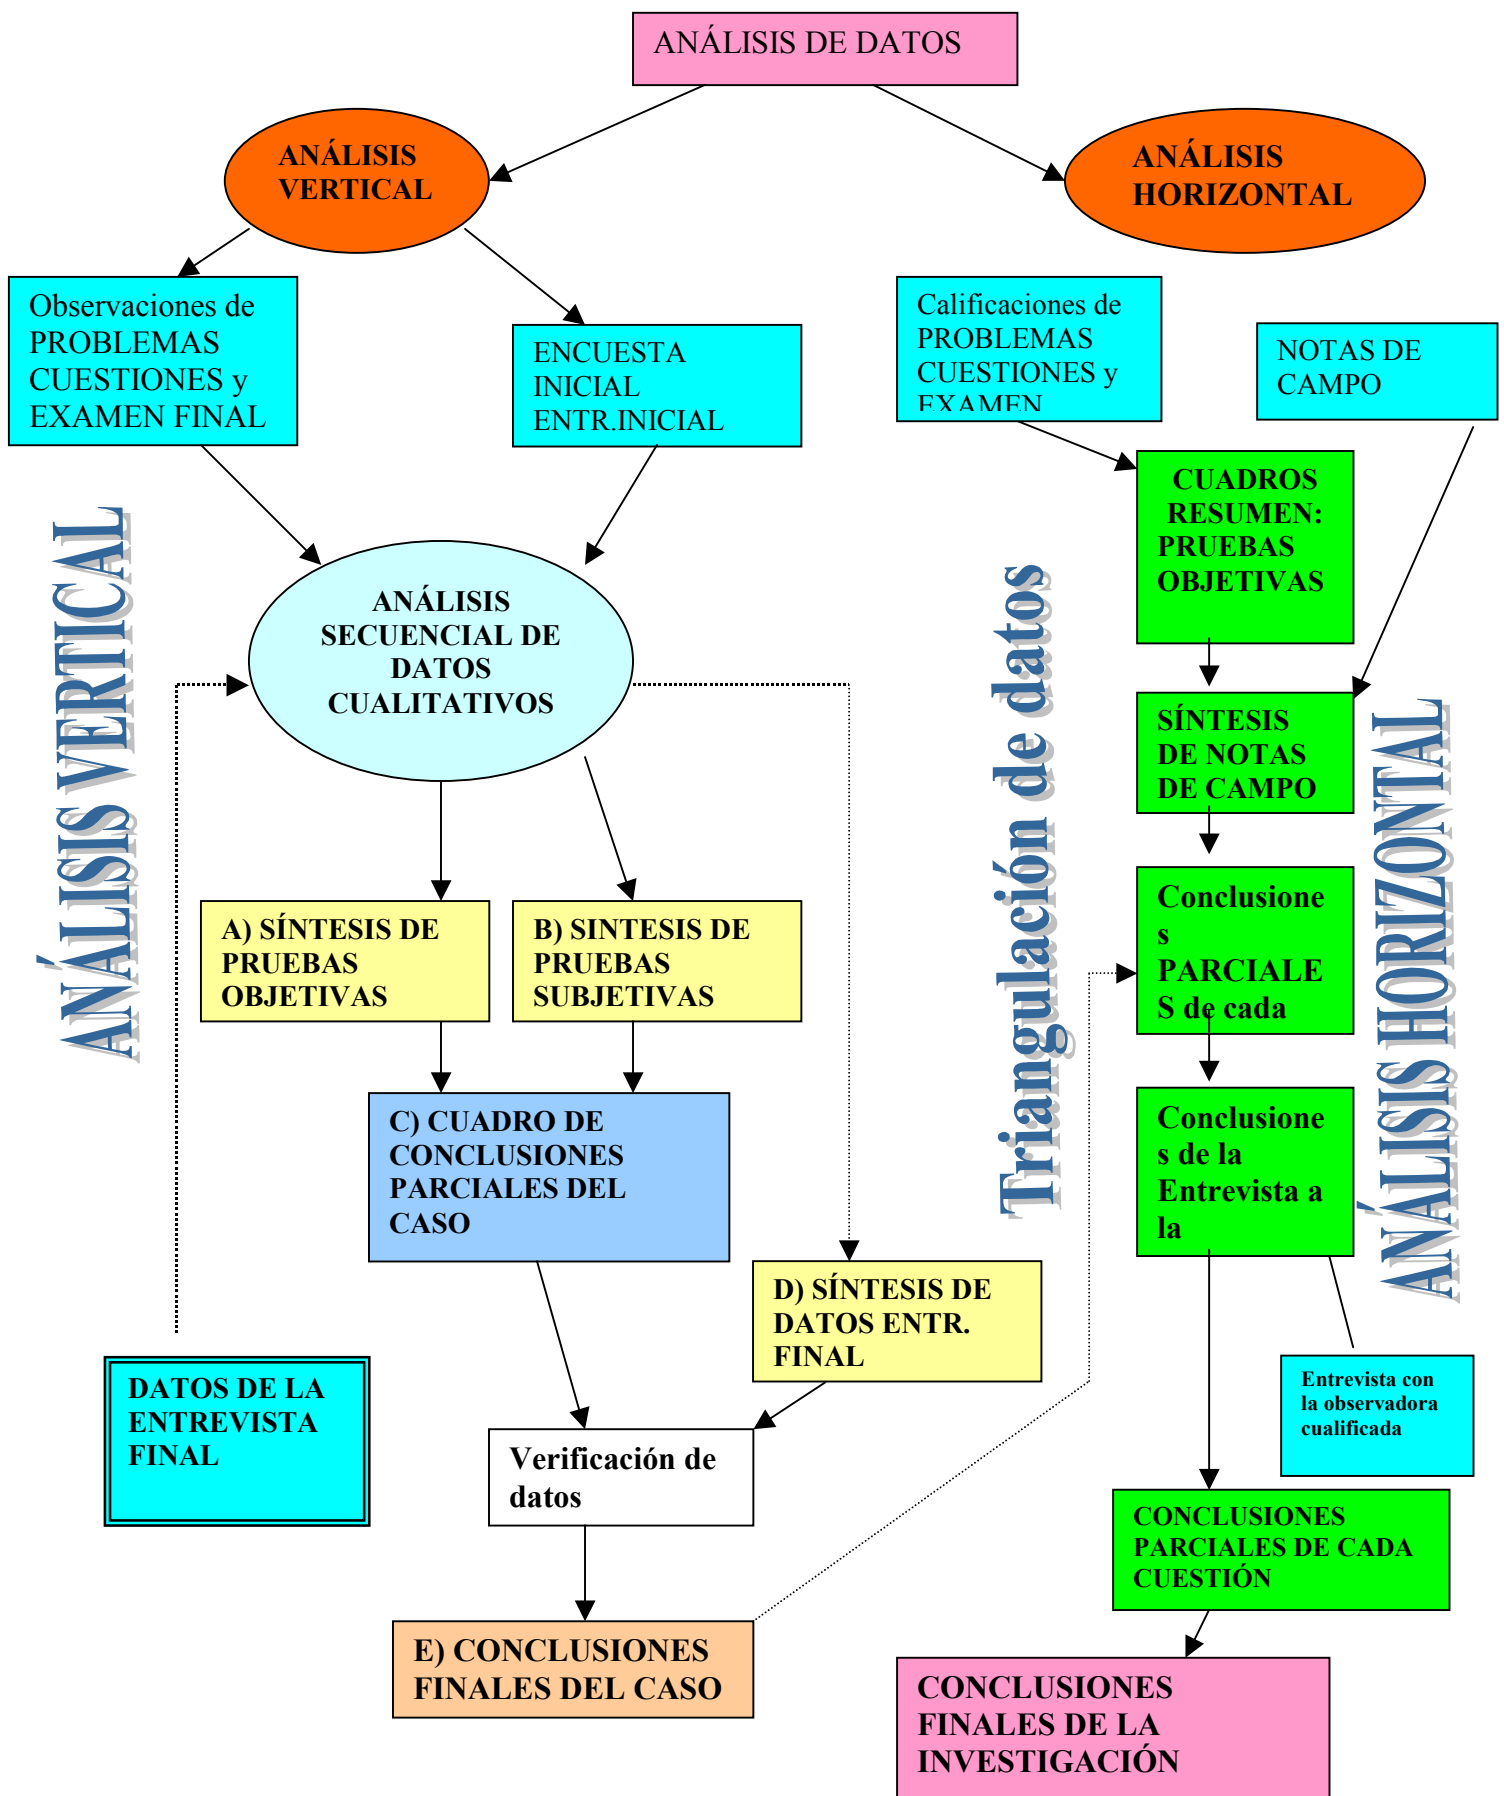 ANÁLISIS DE DATOS
ANÁLISIS
VERTICAL
ANÁLISIS
HORIZONTAL
Observaciones de
PROBLEMAS
CUESTIONES y
EXAMEN FINAL
ENCUESTA
INICIAL
ENTR.INICIAL
Calificaciones de
PROBLEMAS
CUESTIONES y
EXAMEN
NOTAS DE
CAMPO
CUADROS
RESUMEN:
PRUEBAS
OBJETIVAS
ANÁLISIS VERTICAL
ANÁLISIS
SECUENCIAL DE
DATOS
CUALITATIVOS
Triangulación de datos
SÍNTESIS
DE NOTAS
DE CAMPO
ANÁLISIS HORIZONTAL
A) SÍNTESIS DE
PRUEBAS
OBJETIVAS
B) SINTESIS DE
PRUEBAS
SUBJETIVAS
Conclusione
s
PARCIALE
S de cada
C) CUADRO DE
CONCLUSIONES
PARCIALES DEL
CASO
Conclusione
s de la
Entrevista a
la
D) SÍNTESIS DE
DATOS ENTR.
FINAL
DATOS DE LA
ENTREVISTA
FINAL
Entrevista con
la observadora
cualificada
Verificación de
datos
CONCLUSIONES
PARCIALES DE CADA
CUESTIÓN
E) CONCLUSIONES
FINALES DEL CASO
CONCLUSIONES
FINALES DE LA
INVESTIGACIÓN